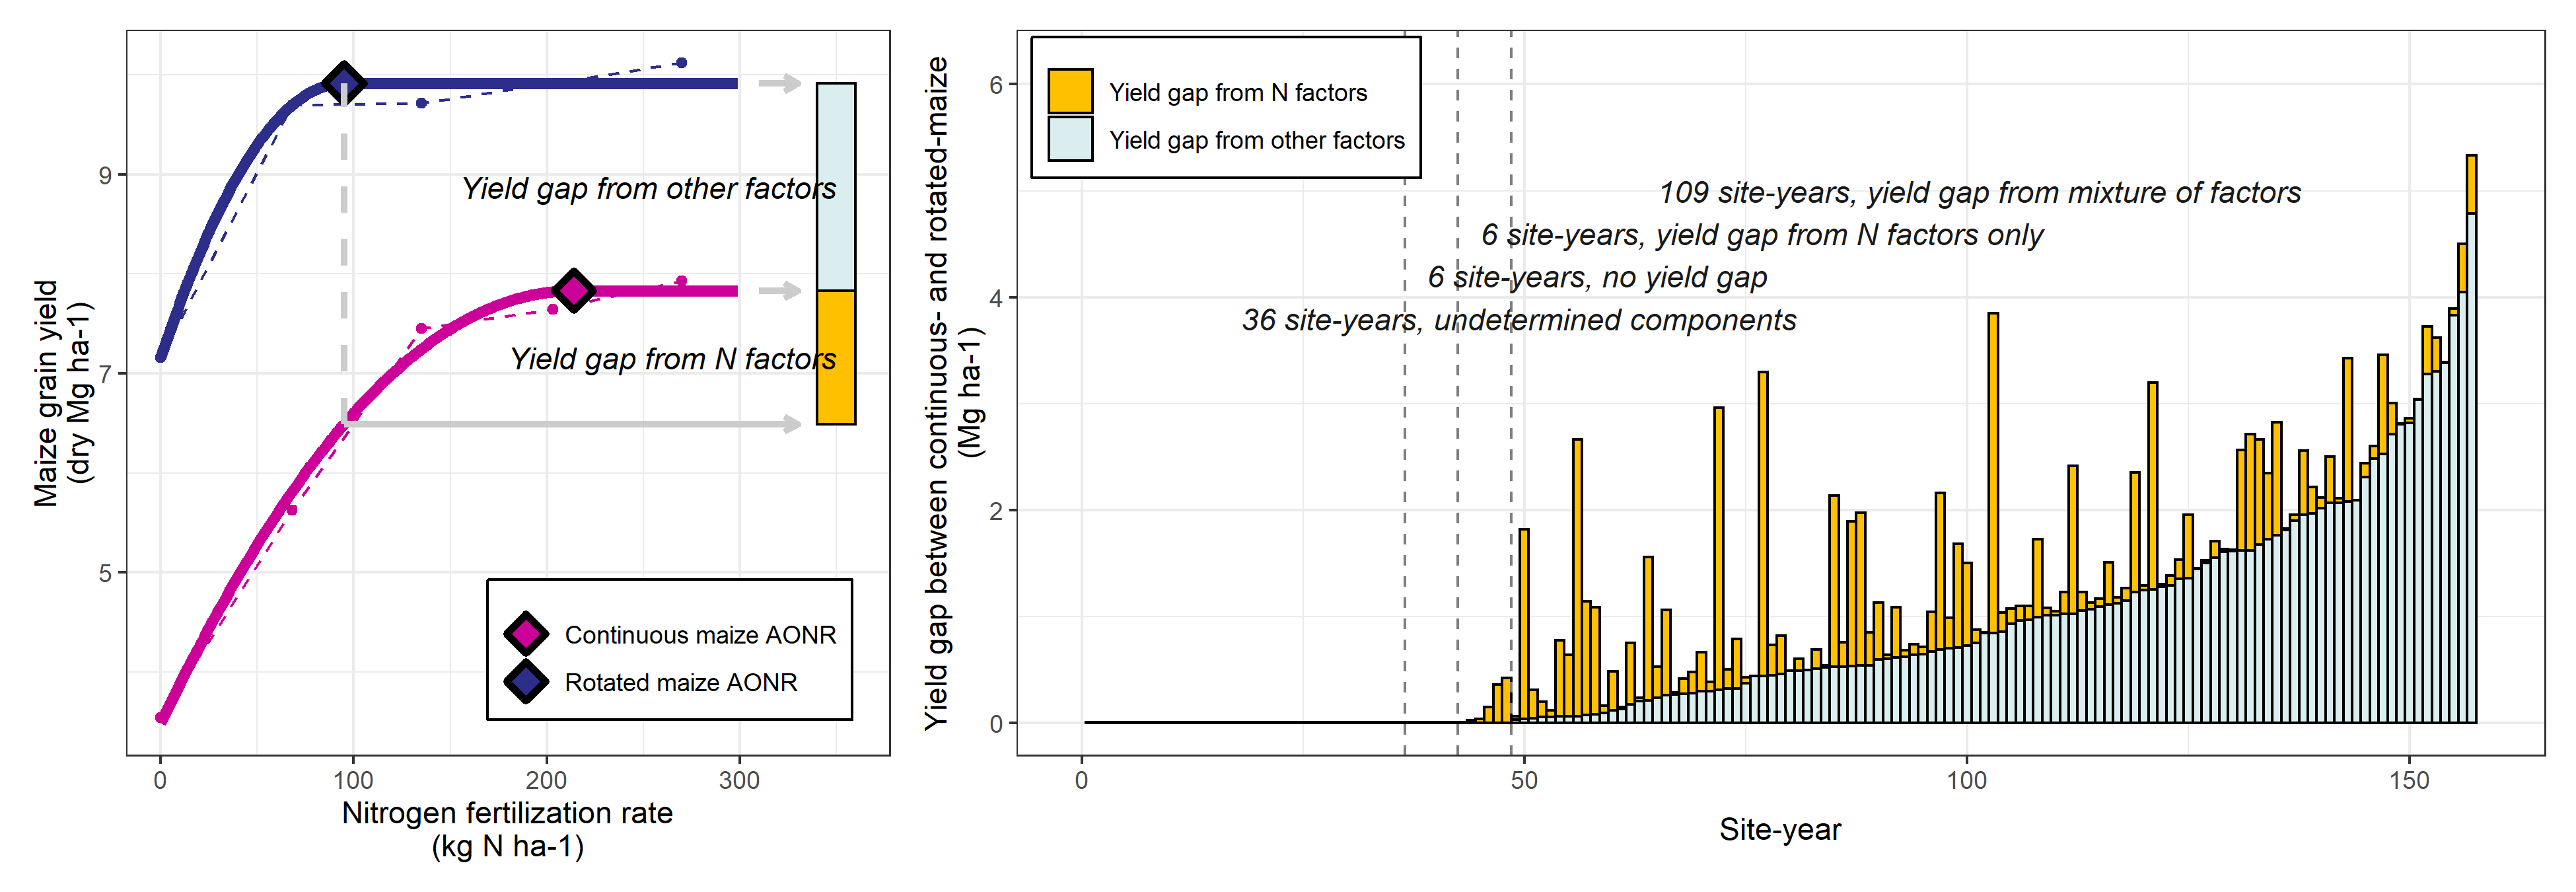 Maize grain yield
(dry Mg ha-1)
9
7
5
Yield gap from other factors
Yield gap from N factors
Continuous maize AONR
Rotated maize AONR
0
100
200
300
Nitrogen fertilization rate
(kg N ha-1)
Yield gap between continuous- and rotated-maize
(Mg ha-1)
6
4
2
0
Yield gap from N factors
Yield gap from other factors
109 site-years, yield gap from mixture of factors
6 site-years, yield gap from N factors only
6 site-years, no yield gap
36 site-years, undetermined components
0
50
100
150
Site-year